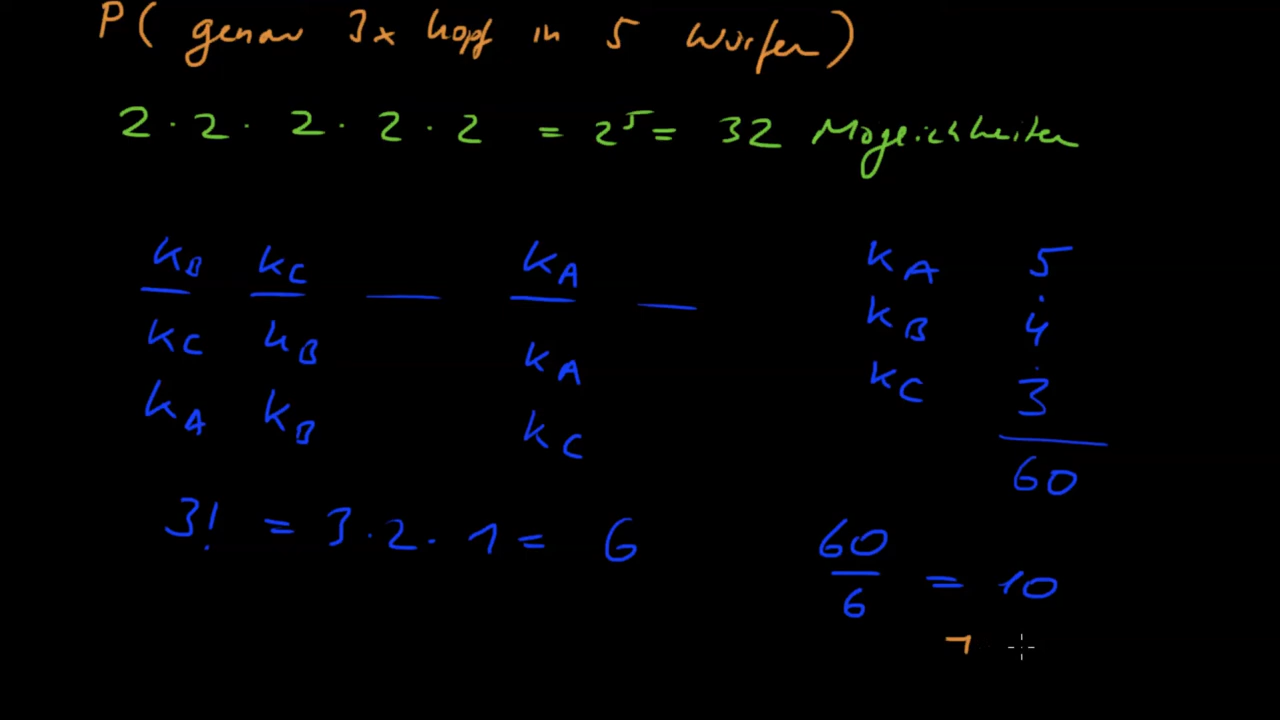 P( genau 3x kopf in 5 Würfen)
2 · 2 · 2 · 2 · 2 = 2⁵ = 32 Möglichkeiten
k_B k_C k_A
k_C k_B k_A
k_A k_B k_C
k_A 5
k_B 4
k_C 3
60
3! = 3 · 2 · 1 = 6
60/6 = 10